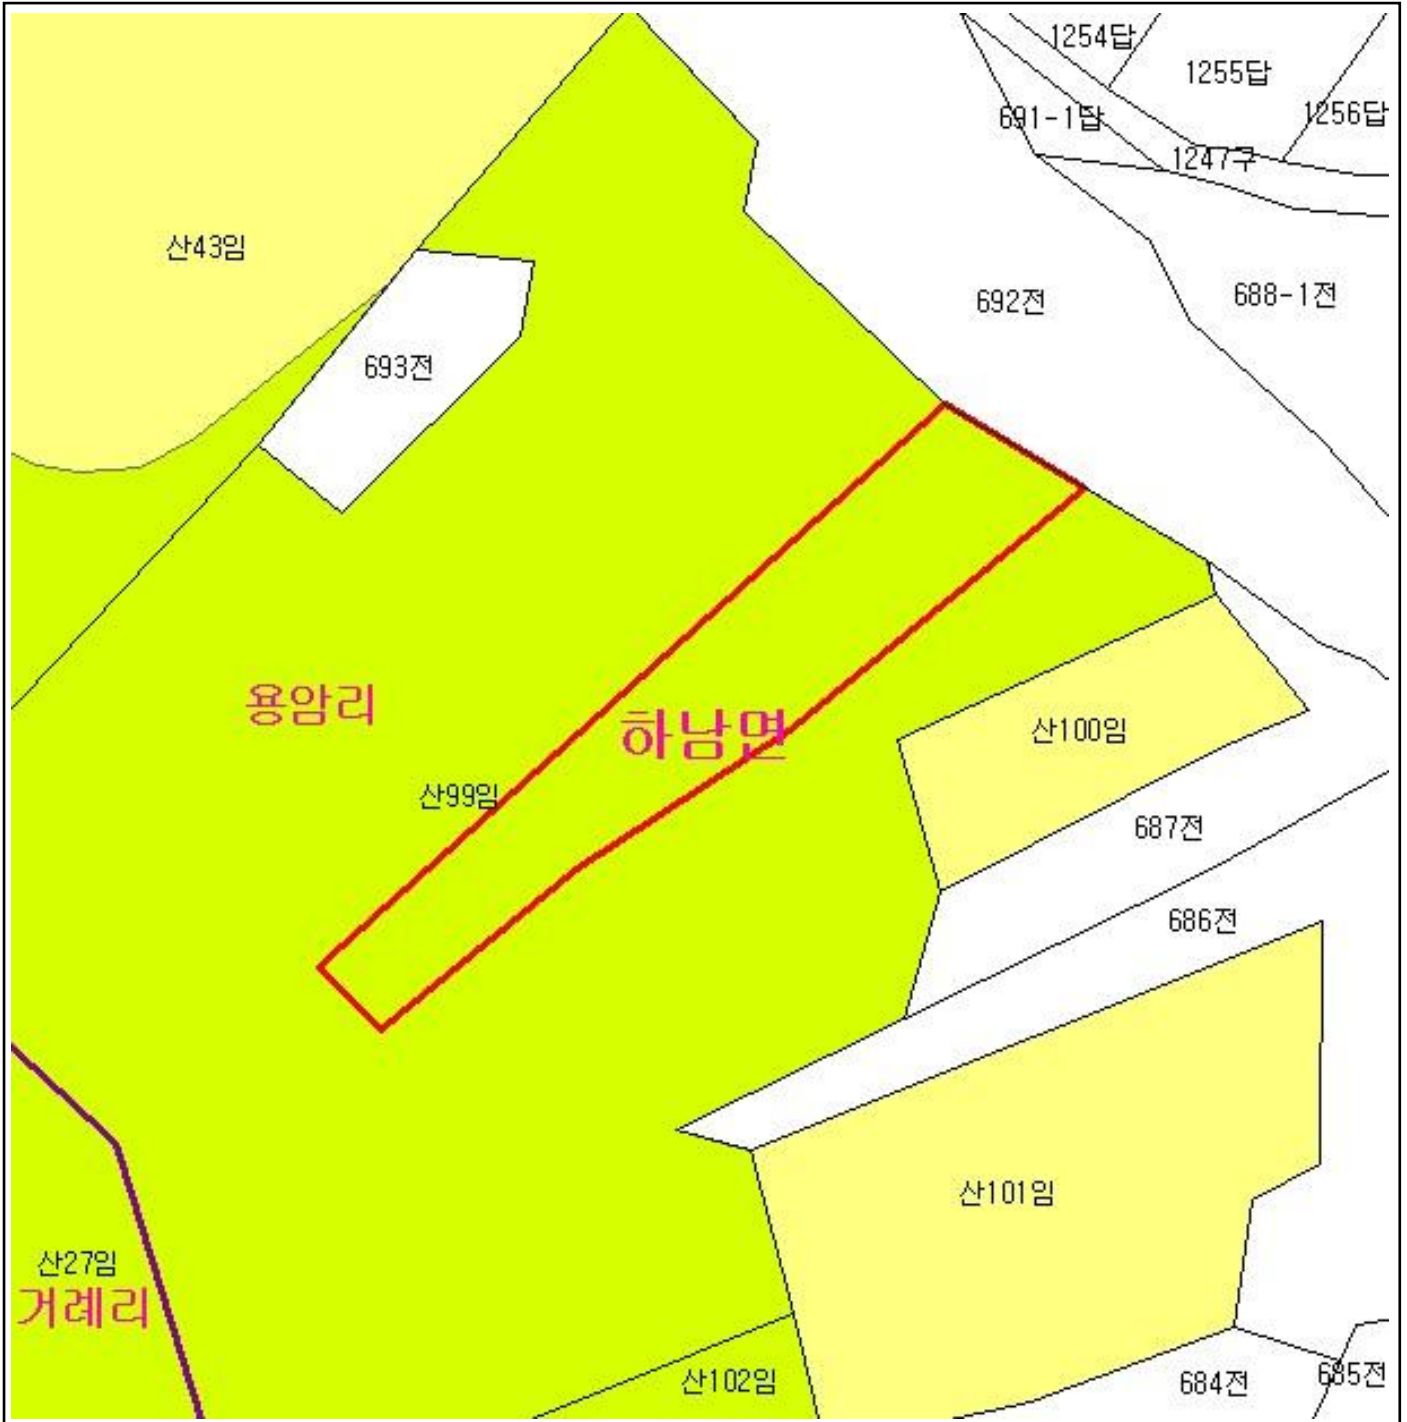 1254답
1255답
1256답
691-1답
1247구
산43임
692전
688-1전
693전
용암리
하남면
산100임
산99임
687전
686전
산101임
산27임
거례리
산102임
684전
685전